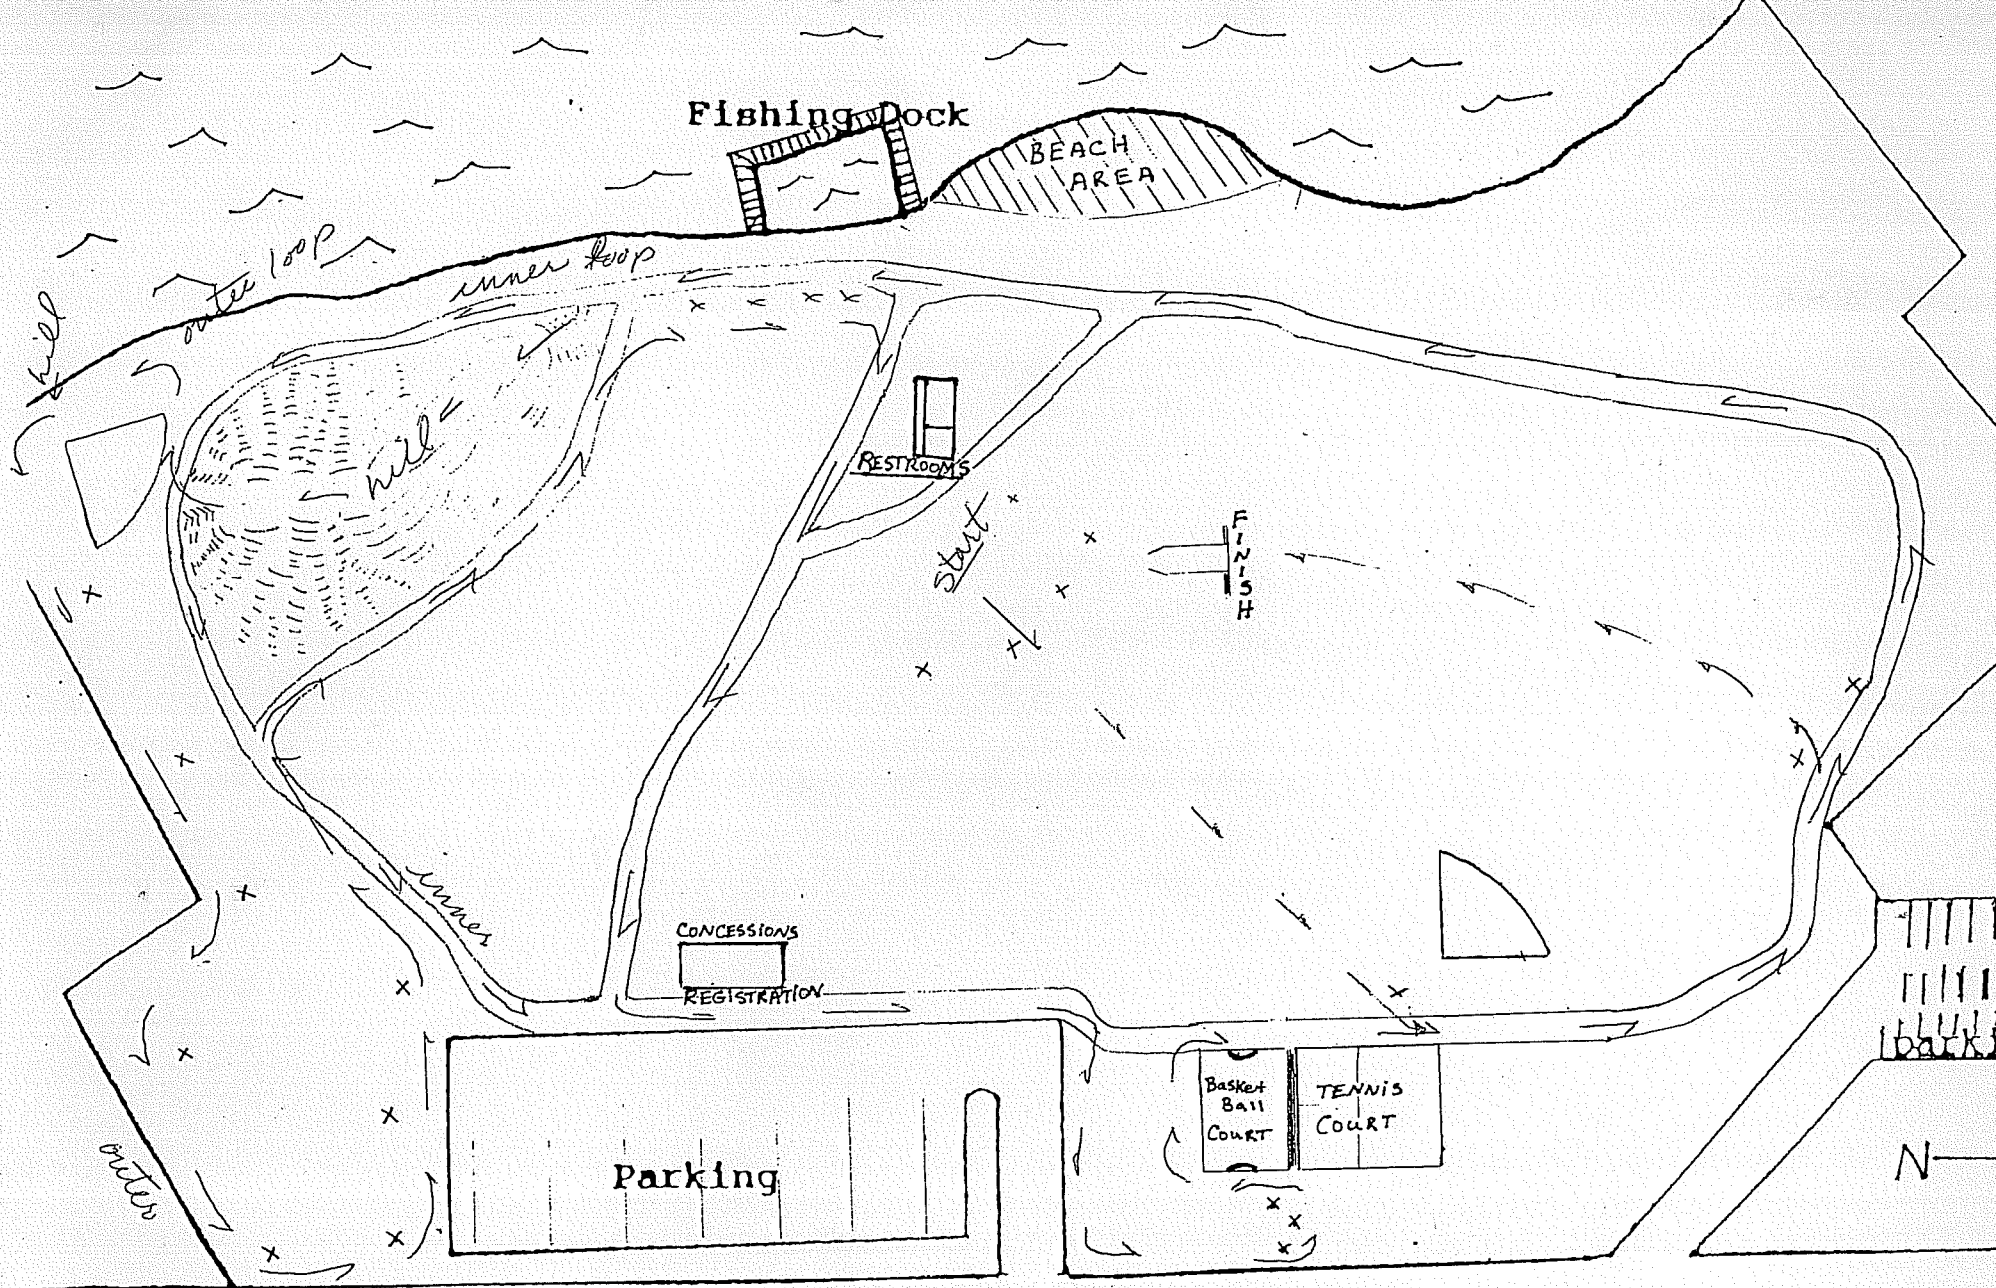 Fishing Dock
BEACH
AREA
outer loop
inner loop
hill
hill
RESTROOMS
Start
FINISH
inner
CONCESSIONS
REGISTRATION
Basket
Ball
COURT
TENNIS
COURT
Parking
outer
N